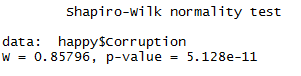 Shapiro-Wilk normality test
data:  happy$Corruption
W = 0.85796, p-value = 5.128e-11